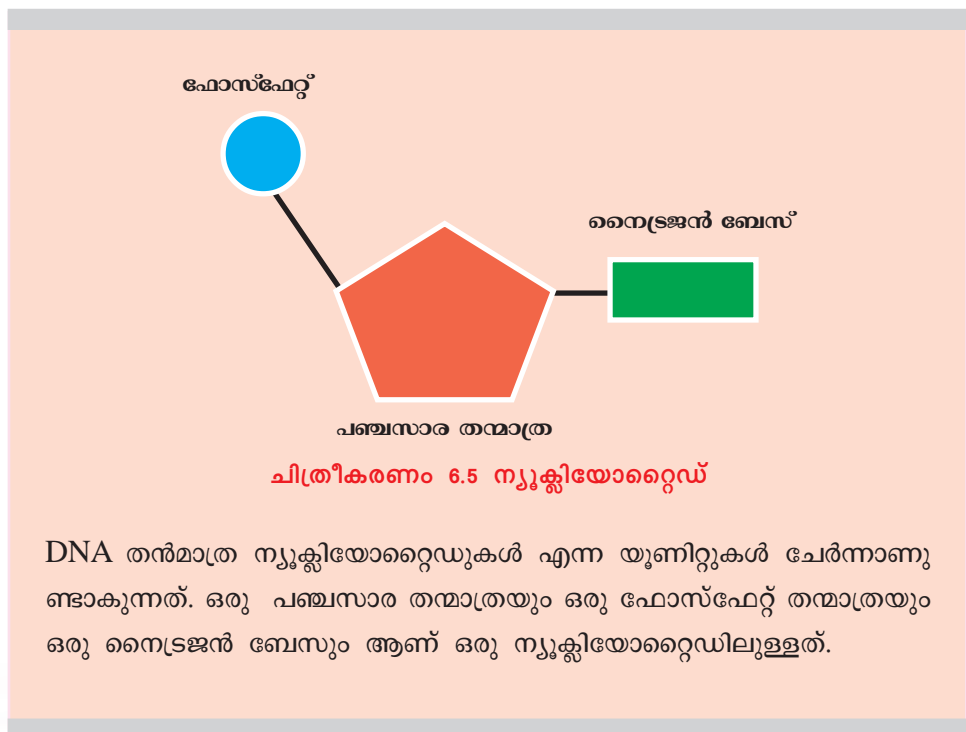 ഫോസ്ഫേറ്റ്
നൈട്രജൻ ബേസ്
പഞ്ചസാര തന്മാത്ര
ചിത്രീകരണം 6.5 ന്യൂക്ലിയോറ്റൈഡ്
DNA തൻമാത്ര ന്യൂക്ലിയോറ്റൈഡുകൾ എന്ന യൂണിറ്റുകൾ ചേർന്നാണു
ണ്ടാകുന്നത്. ഒരു പഞ്ചസാര തന്മാത്രയും ഒരു ഫോസ്ഫേറ്റ് തന്മാത്രയും
ഒരു നൈട്രജൻ ബേസും ആണ് ഒരു ന്യൂക്ലിയോറ്റൈഡിലുള്ളത്.